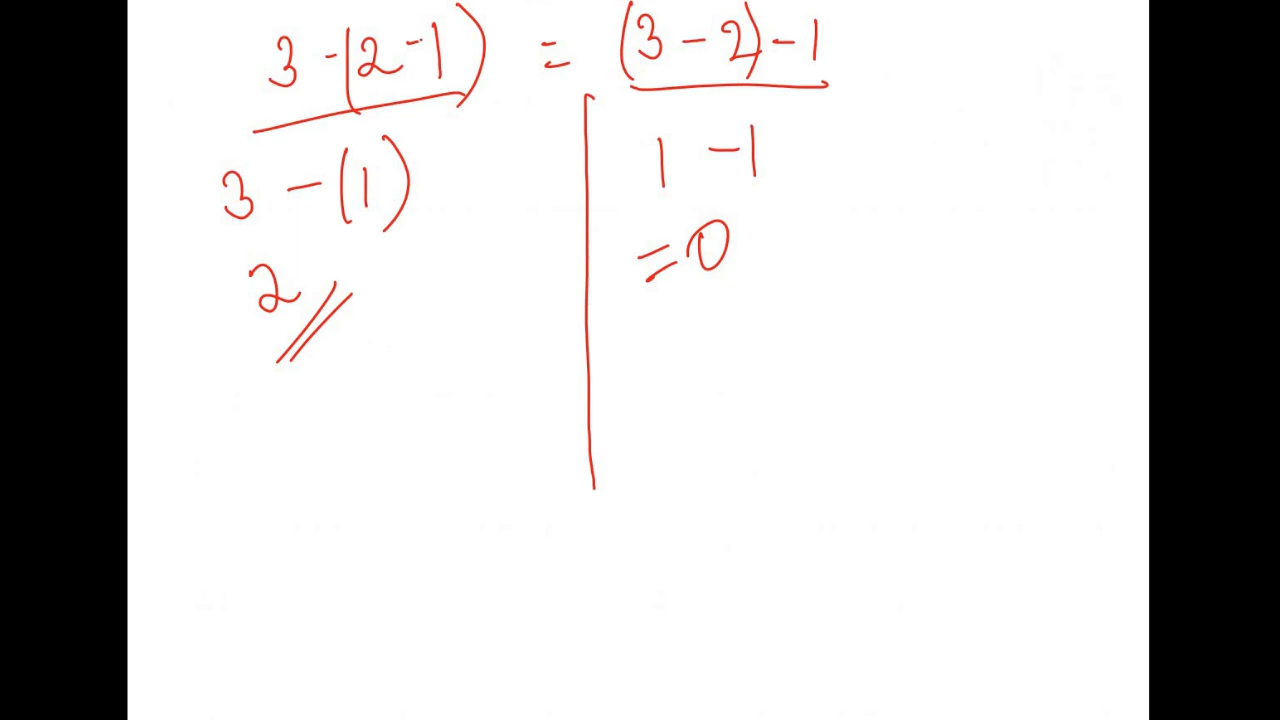 3 - (2 - 1) = (3 - 2) - 1
3 - (1)
2
1 - 1
= 0